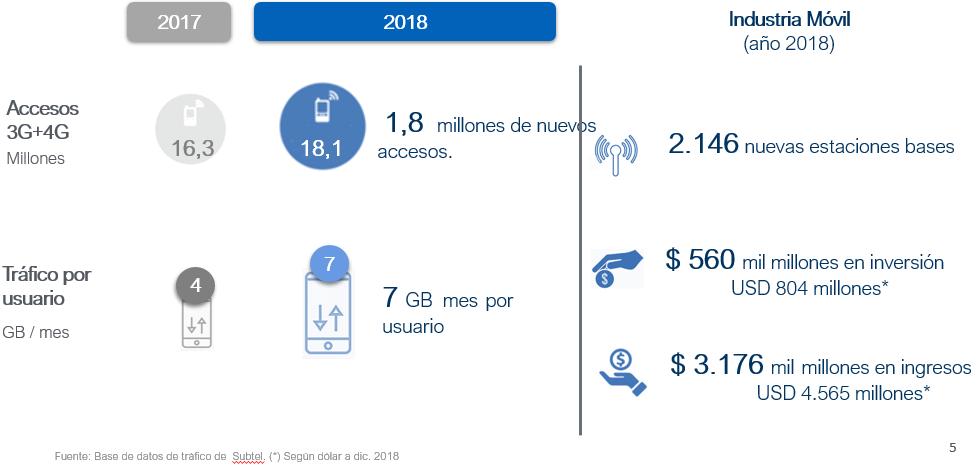 2017
2018
Accesos
3G+4G
Millones
16,3
18,1
1,8 millones de nuevos
accesos.
Tráfico por
usuario
GB / mes
4
7
7 GB mes por
usuario
Industria Móvil
(año 2018)
2.146 nuevas estaciones bases
$
$ 560 mil millones en inversión
USD 804 millones*
$
$ 3.176 mil millones en ingresos
USD 4.565 millones*
Fuente: Base de datos de tráfico de Subtel. (*) Según dólar a dic. 2018
5